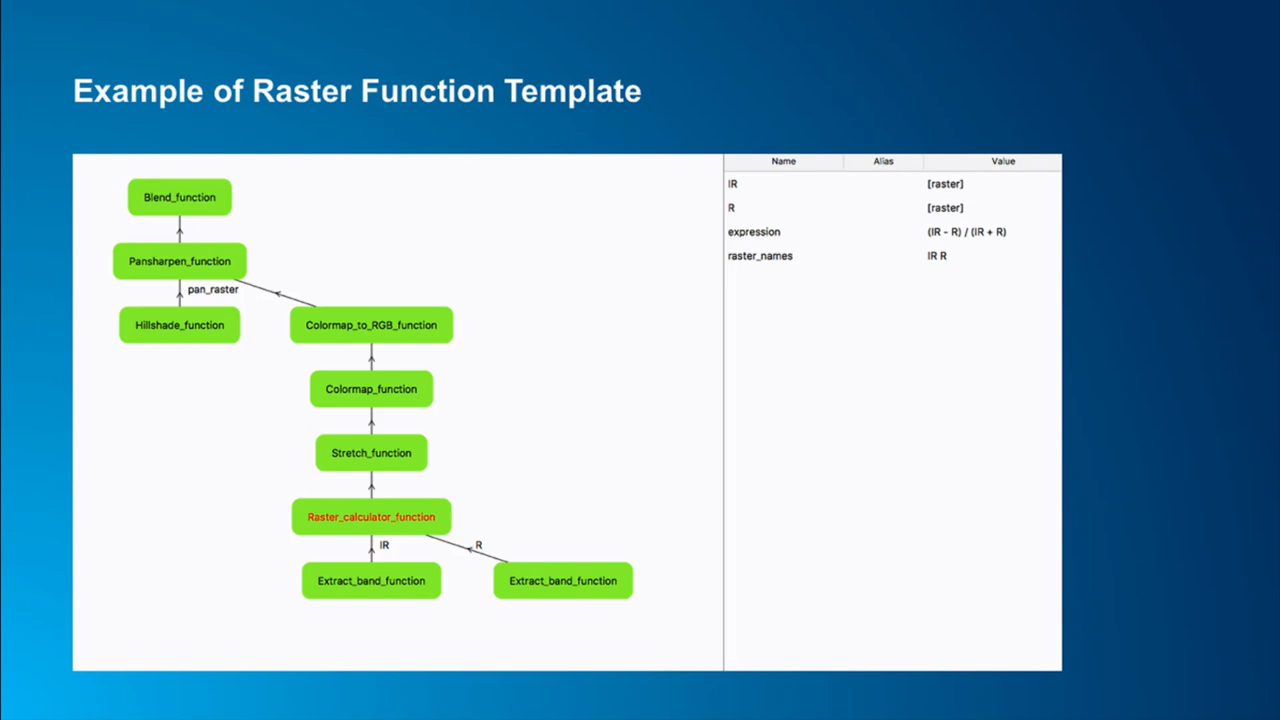 Example of Raster Function Template
Blend_function
Pansharpen_function
pan_raster
Hillshade_function
Colormap_to_RGB_function
Colormap_function
Stretch_function
Raster_calculator_function
IR
R
Extract_band_function
Extract_band_function
Name Alias Value
IR [raster]
R [raster]
expression (IR - R) / (IR + R)
raster_names IR R